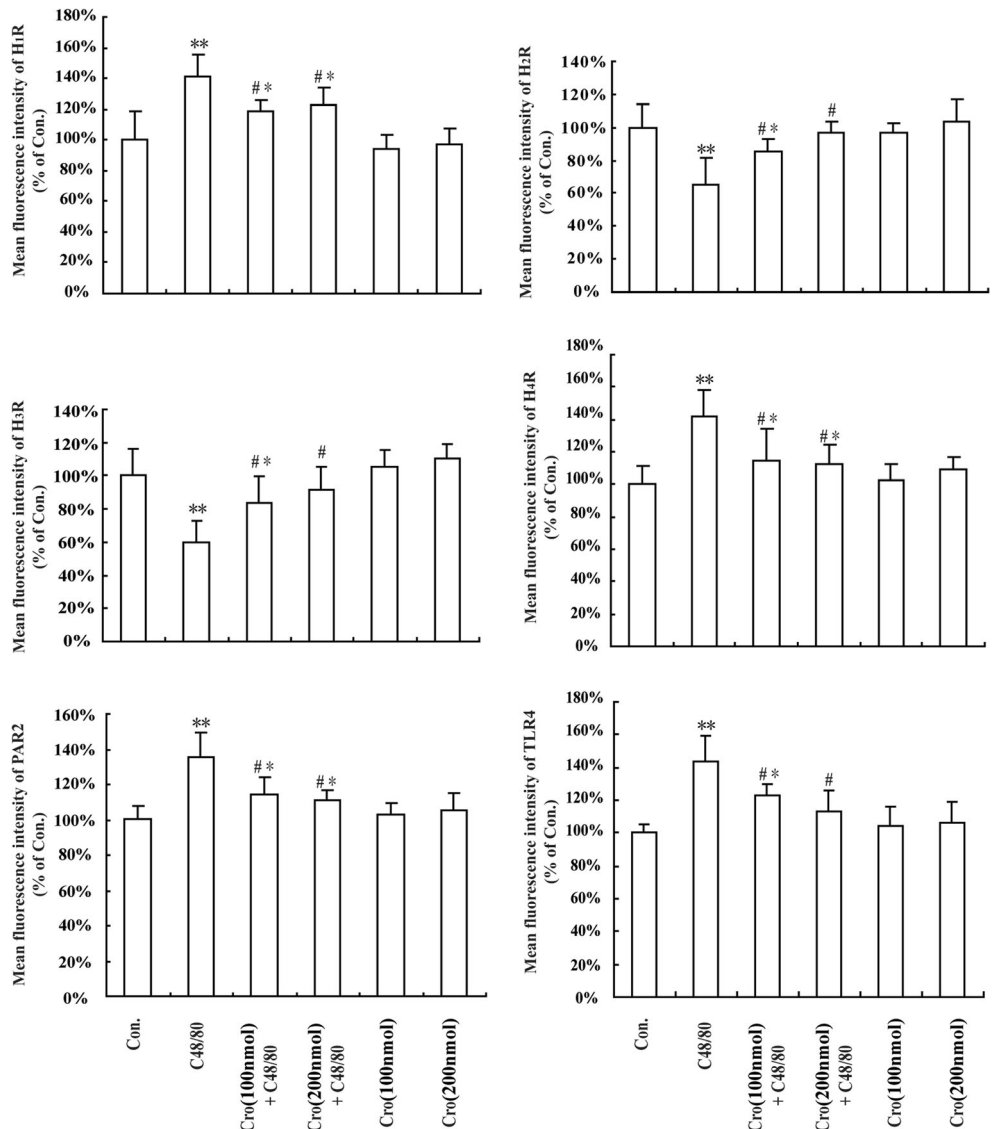 Mean fluorescence intensity of H1R
(% of Con.)
180%
160%
140%
120%
100%
80%
60%
40%
20%
0%
**
# *
# *
Mean fluorescence intensity of H2R
(% of Con.)
140%
120%
100%
80%
60%
40%
20%
0%
**
# *
#
Mean fluorescence intensity of H3R
(% of Con.)
140%
120%
100%
80%
60%
40%
20%
0%
**
# *
#
Mean fluorescence intensity of H4R
(% of Con.)
180%
160%
140%
120%
100%
80%
60%
40%
20%
0%
**
# *
# *
Mean fluorescence intensity of PAR2
(% of Con.)
160%
140%
120%
100%
80%
60%
40%
20%
0%
**
# *
# *
Con.
C48/80
Cro(100nmol)
+ C48/80
Cro(200nmol)
+ C48/80
Cro(100nmol)
Cro(200nmol)
Mean fluorescence intensity of TLR4
(% of Con.)
180%
160%
140%
120%
100%
80%
60%
40%
20%
0%
**
# *
#
Con.
C48/80
Cro(100nmol)
+ C48/80
Cro(200nmol)
+ C48/80
Cro(100nmol)
Cro(200nmol)